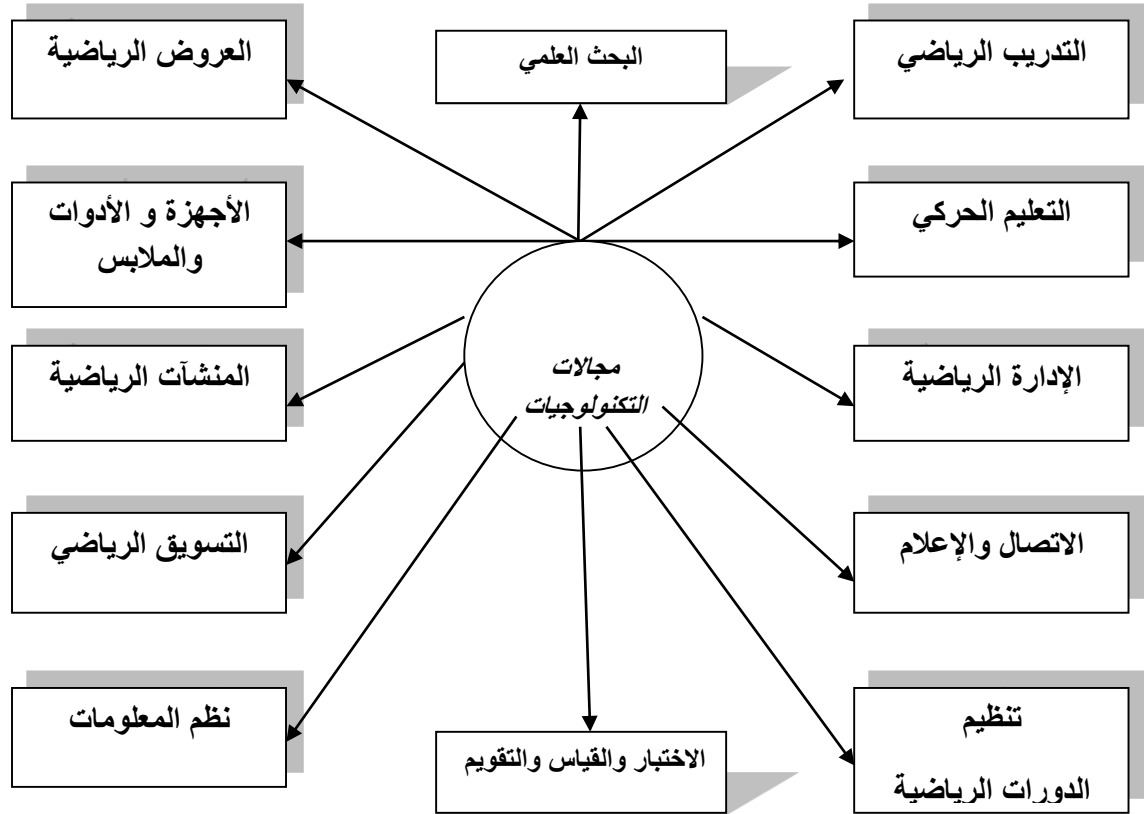 التدريب الرياضي
البحث العلمي
العروض الرياضية
التعليم الحركي
الأجهزة و الأدوات
والملابس
الإدارة الرياضية
مجالات
التكنولوجيات
المنشآت الرياضية
الاتصال والإعلام
التسويق الرياضي
تنظيم
الدورات الرياضية
الاختبار والقياس والتقويم
نظم المعلومات